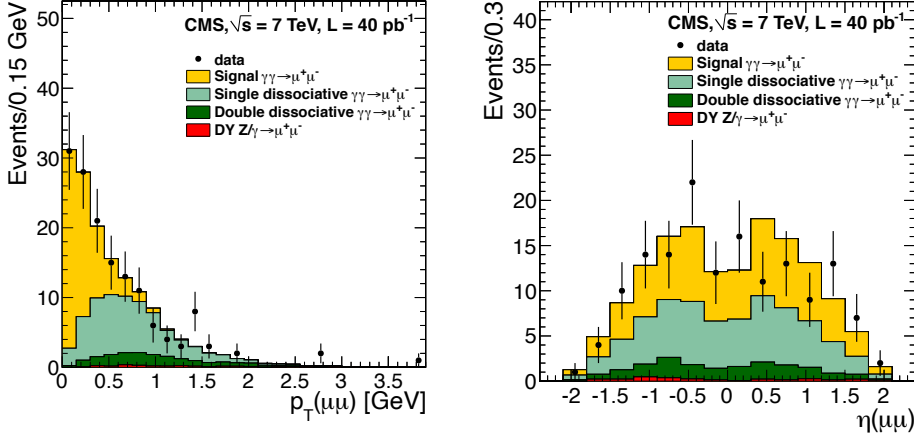 CMS, √s = 7 TeV, L = 40 pb⁻¹
Events/0.15 GeV
data
Signal γγ→μ⁺μ⁻
Single dissociative γγ→μ⁺μ⁻
Double dissociative γγ→μ⁺μ⁻
DY Z/γ→μ⁺μ⁻
50
40
30
20
10
0
0 0.5 1 1.5 2 2.5 3 3.5
p_T(μμ) [GeV]
CMS, √s = 7 TeV, L = 40 pb⁻¹
Events/0.3
data
Signal γγ→μ⁺μ⁻
Single dissociative γγ→μ⁺μ⁻
Double dissociative γγ→μ⁺μ⁻
DY Z/γ→μ⁺μ⁻
40
35
30
25
20
15
10
5
0
-2 -1.5 -1 -0.5 0 0.5 1 1.5 2
η(μμ)